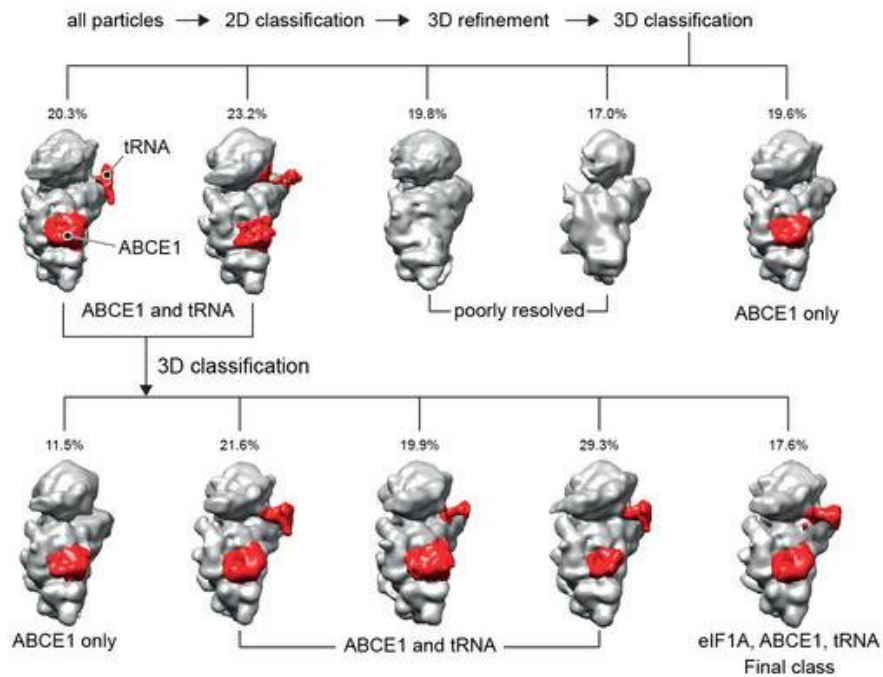 all particles → 2D classification → 3D refinement → 3D classification
20.3% 23.2% 19.8% 17.0% 19.6%
tRNA
ABCE1
ABCE1 and tRNA
poorly resolved
ABCE1 only
3D classification
11.5% 21.6% 19.9% 29.3% 17.6%
ABCE1 only
ABCE1 and tRNA
eIF1A, ABCE1, tRNA
Final class